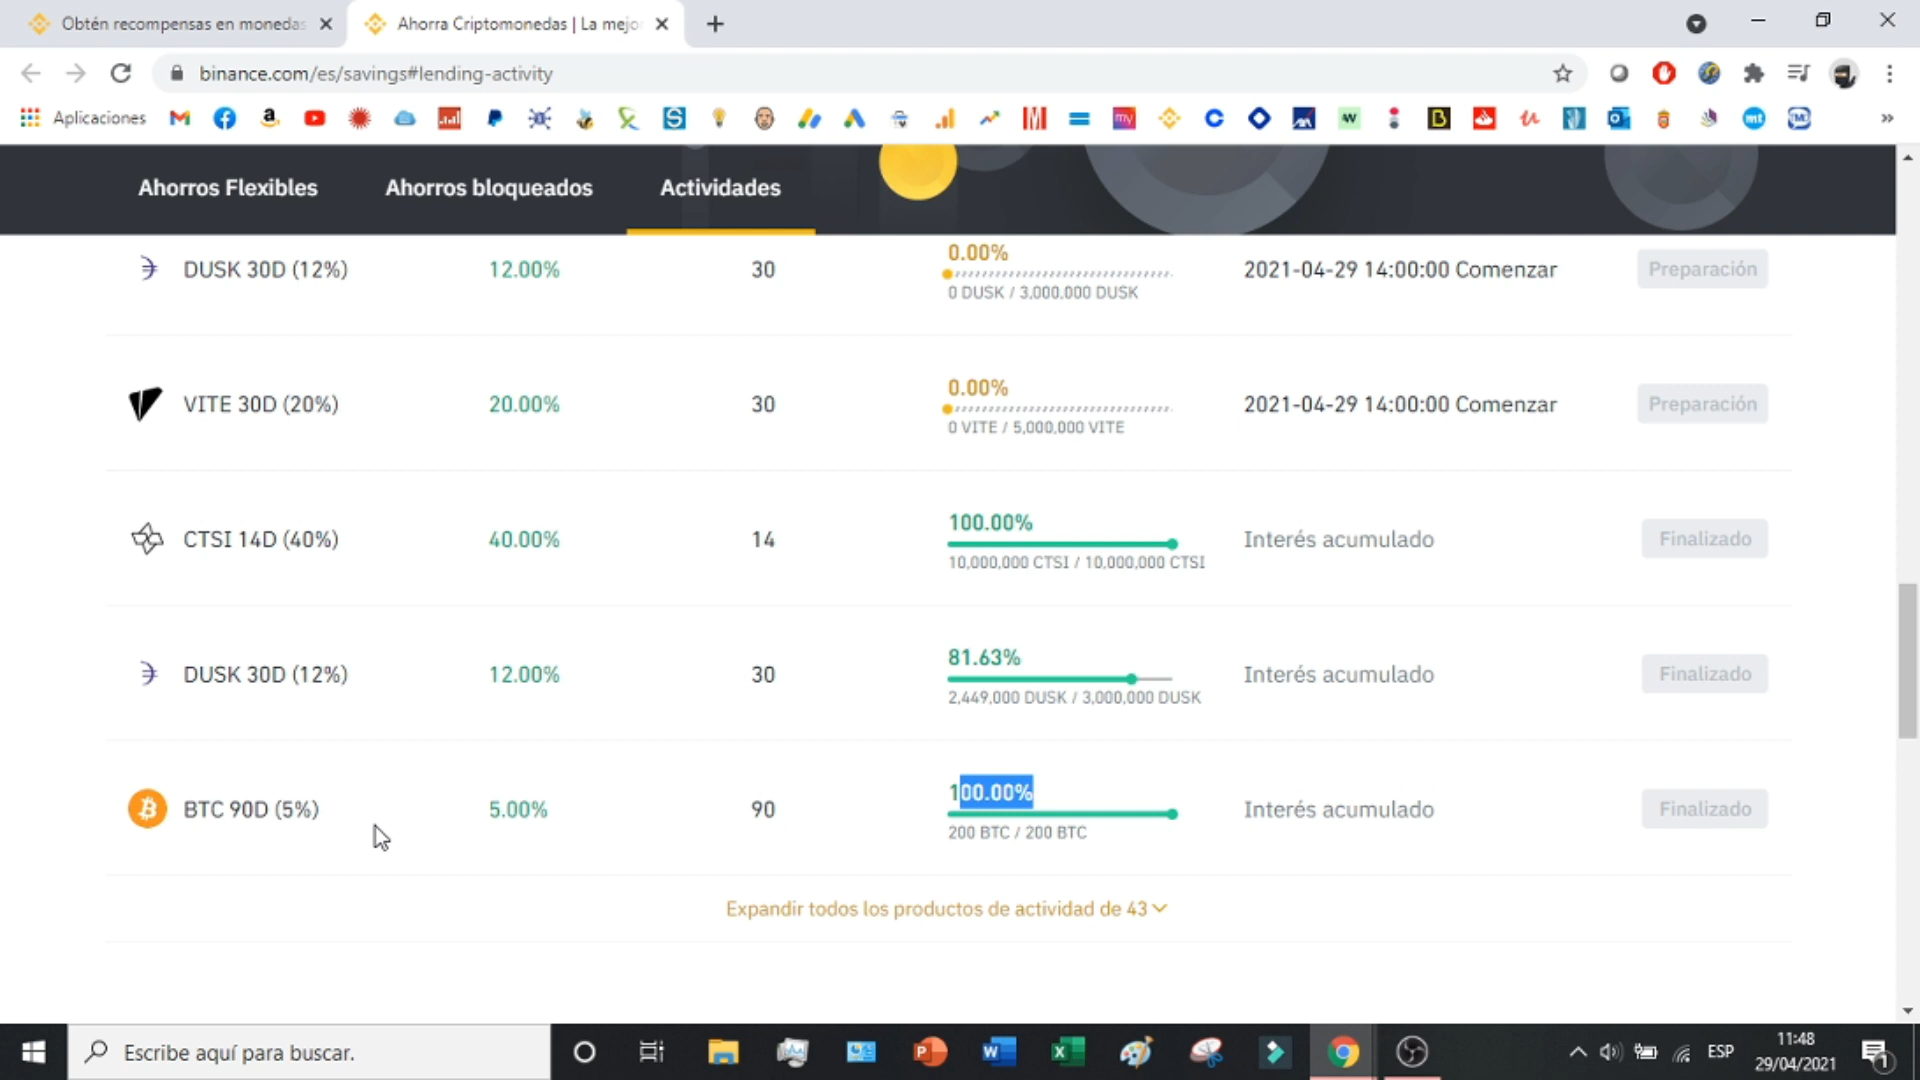 Obtén recompensas en monedas
Ahorra Criptomonedas | La mejo
binance.com/es/savings#lending-activity
Aplicaciones
Ahorros Flexibles
Ahorros bloqueados
Actividades
DUSK 30D (12%)
12.00%
30
0.00%
0 DUSK / 3,000,000 DUSK
2021-04-29 14:00:00 Comenzar
Preparación
VITE 30D (20%)
20.00%
30
0.00%
0 VITE / 5,000,000 VITE
2021-04-29 14:00:00 Comenzar
Preparación
CTSI 14D (40%)
40.00%
14
100.00%
10,000,000 CTSI / 10,000,000 CTSI
Interés acumulado
Finalizado
DUSK 30D (12%)
12.00%
30
81.63%
2,449,000 DUSK / 3,000,000 DUSK
Interés acumulado
Finalizado
BTC 90D (5%)
5.00%
90
100.00%
200 BTC / 200 BTC
Interés acumulado
Finalizado
Expandir todos los productos de actividad de 43
Escribe aquí para buscar.
ESP
11:48
29/04/2021
1